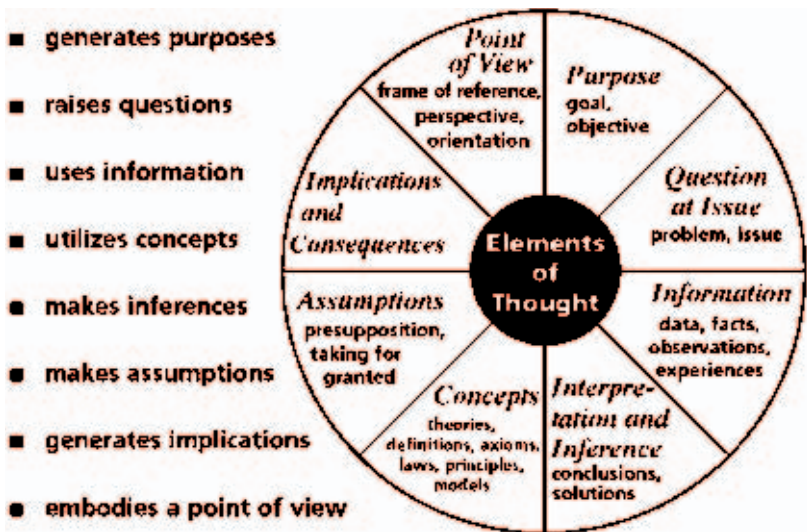 generates purposes
raises questions
uses information
utilizes concepts
makes inferences
makes assumptions
generates implications
embodies a point of view
Point
of View
frame of reference,
perspective,
orientation
Purpose
goal,
objective
Question
at Issue
problem, issue
Information
data, facts,
observations,
experiences
Interpre-
tation and
Inference
conclusions,
solutions
Concepts
theories,
definitions, axioms,
laws, principles,
models
Assumptions
presupposition,
taking for
granted
Implications
and
Consequences
Elements
of
Thought